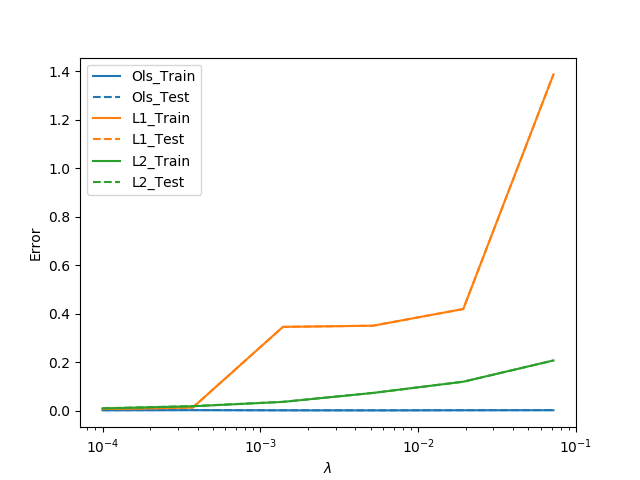 Ols_Train
Ols_Test
L1_Train
L1_Test
L2_Train
L2_Test
Error
1.4
1.2
1.0
0.8
0.6
0.4
0.2
0.0
10⁻⁴
10⁻³
10⁻²
10⁻¹
λ